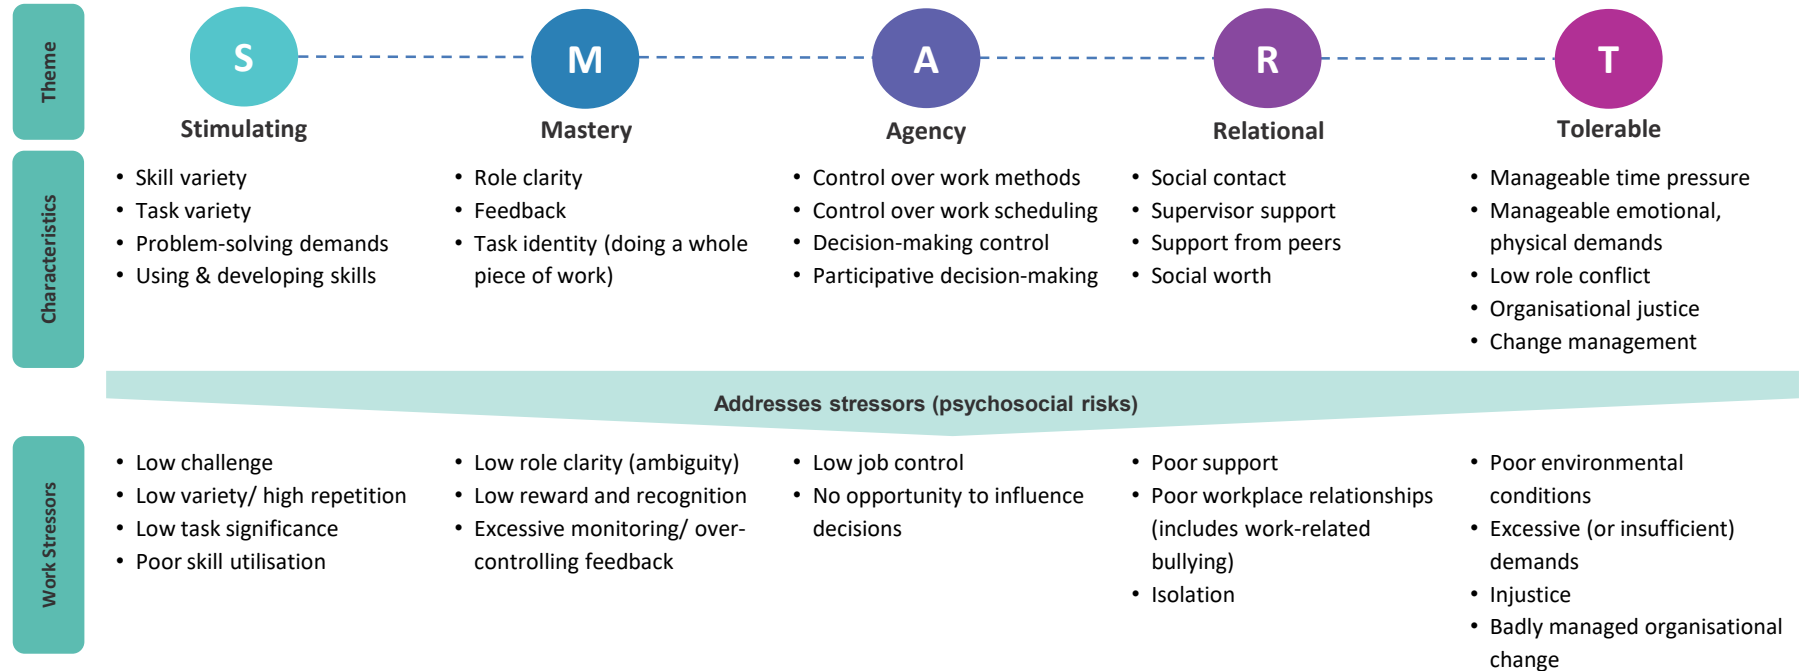 Theme
S
M
A
R
T
Stimulating
Mastery
Agency
Relational
Tolerable
Characteristics
• Skill variety
• Task variety
• Problem-solving demands
• Using & developing skills
• Role clarity
• Feedback
• Task identity (doing a whole
piece of work)
• Control over work methods
• Control over work scheduling
• Decision-making control
• Participative decision-making
• Social contact
• Supervisor support
• Support from peers
• Social worth
• Manageable time pressure
• Manageable emotional,
physical demands
• Low role conflict
• Organisational justice
• Change management
Addresses stressors (psychosocial risks)
Work Stressors
• Low challenge
• Low variety/ high repetition
• Low task significance
• Poor skill utilisation
• Low role clarity (ambiguity)
• Low reward and recognition
• Excessive monitoring/ over-
controlling feedback
• Low job control
• No opportunity to influence
decisions
• Poor support
• Poor workplace relationships
(includes work-related
bullying)
• Isolation
• Poor environmental
conditions
• Excessive (or insufficient)
demands
• Injustice
• Badly managed organisational
change